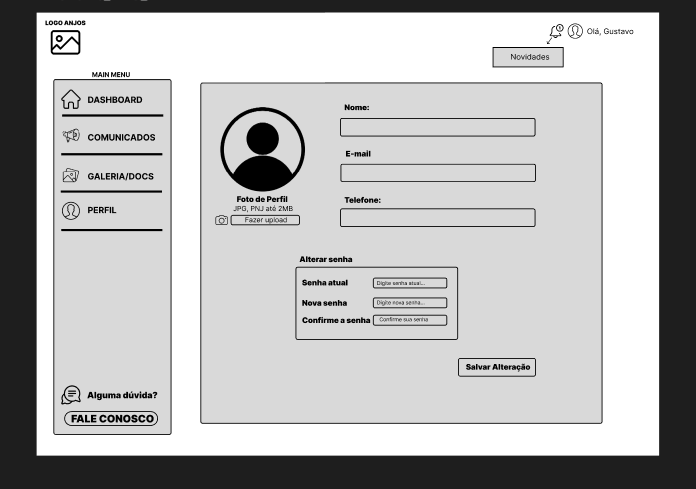 LOGO ANJOS
Olá, Gustavo
Novidades
MAIN MENU
DASHBOARD
COMUNICADOS
GALERIA/DOCS
PERFIL
Alguma dúvida?
FALE CONOSCO
Foto de Perfil
JPG, PNJ até 2MB
Fazer upload
Nome:
E-mail
Telefone:
Alterar senha
Senha atual Digite senha atual...
Nova senha Digite nova senha...
Confirme a senha Confirme sua senha
Salvar Alteração